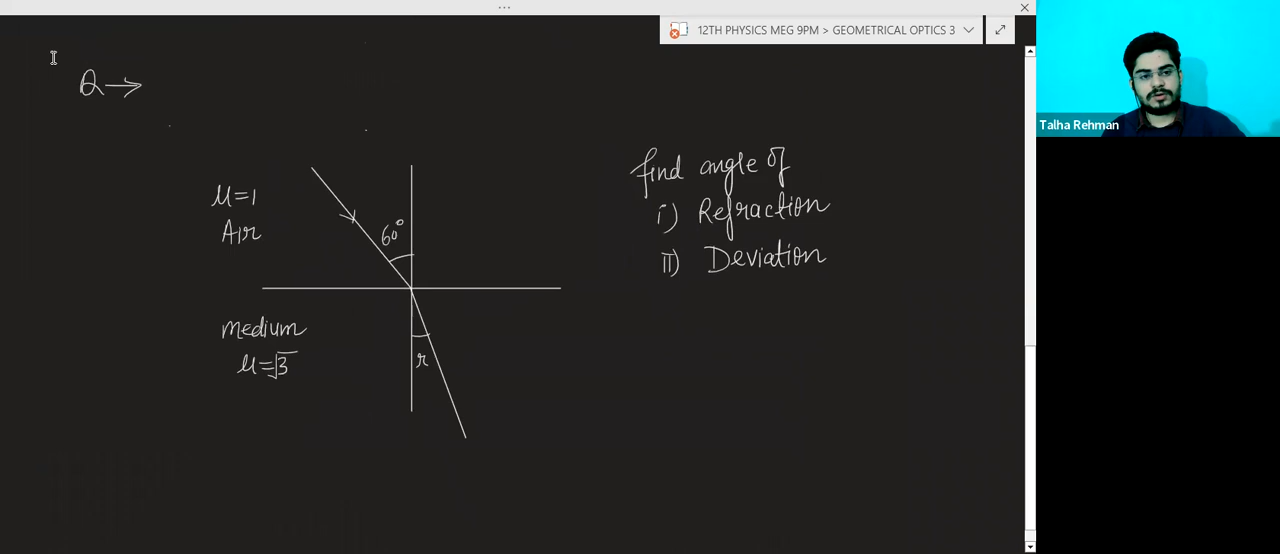 12TH PHYSICS MEG 9PM > GEOMETRICAL OPTICS 3
Talha Rehman
Q →
find angle of
i) Refraction
ii) Deviation
μ=1
Air
60°
medium
μ=√3
r